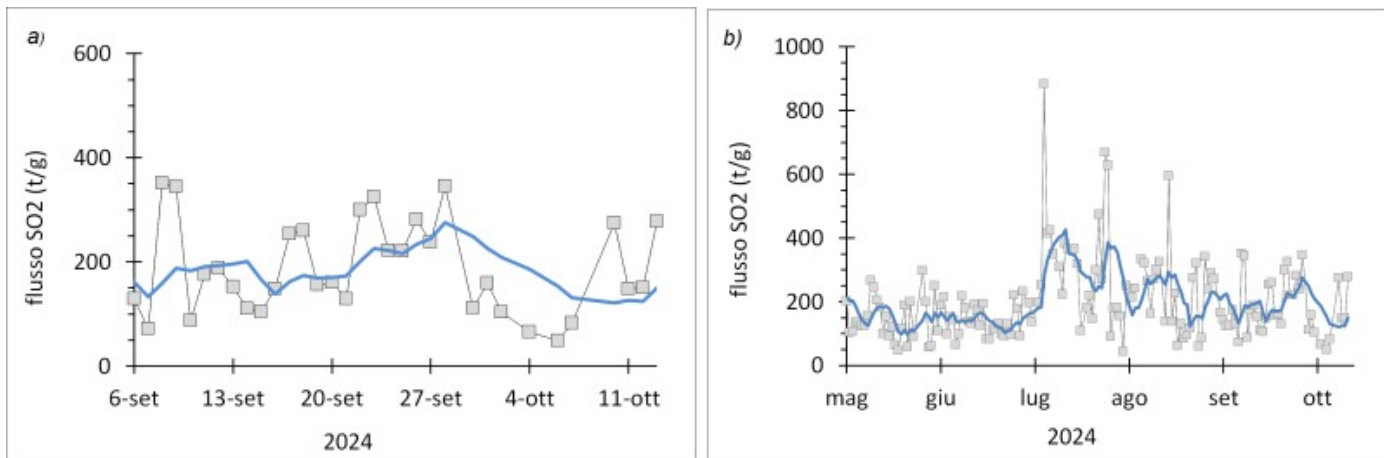 a)
600
400
200
0
flusso SO2 (t/g)
6-set 13-set 20-set 27-set 4-ott 11-ott
2024
b)
1000
800
600
400
200
0
flusso SO2 (t/g)
mag giu lug ago set ott
2024